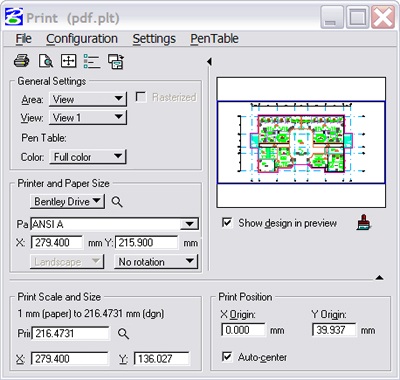 Print (pdf.plt)
File Configuration Settings PenTable
General Settings
Area: View Rasterized
View: View 1
Pen Table:
Color: Full color
Printer and Paper Size
Bentley Drive
Pa ANSI A
X: 279.400 mm Y: 215.900 mm
Landscape No rotation
Show design in preview
Print Scale and Size
1 mm (paper) to 216.4731 mm (dgn)
Prin 216.4731
X: 279.400 Y: 136.027
Print Position
X Origin: Y Origin:
0.000 mm 39.937 mm
Auto-center